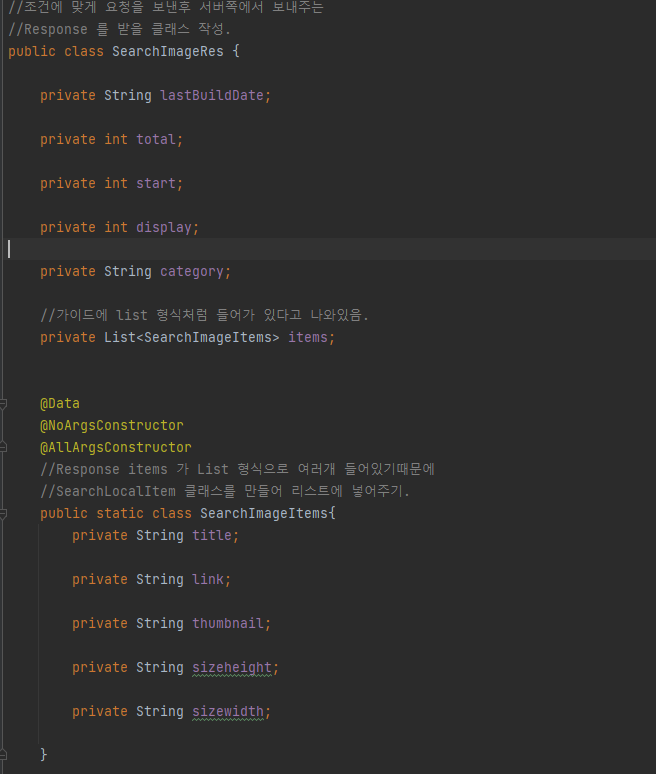 //조건에 맞게 요청을 보낸후 서버쪽에서 보내주는
//Response 를 받을 클래스 작성.
public class SearchImageRes {
private String lastBuildDate;
private int total;
private int start;
private int display;
private String category;
//가이드에 list 형식처럼 들어가 있다고 나와있음.
private List<SearchImageItems> items;
@Data
@NoArgsConstructor
@AllArgsConstructor
//Response items 가 List 형식으로 여러개 들어있기때문에
//SearchLocalItem 클래스를 만들어 리스트에 넣어주기.
public static class SearchImageItems{
private String title;
private String link;
private String thumbnail;
private String sizeheight;
private String sizewidth;
}